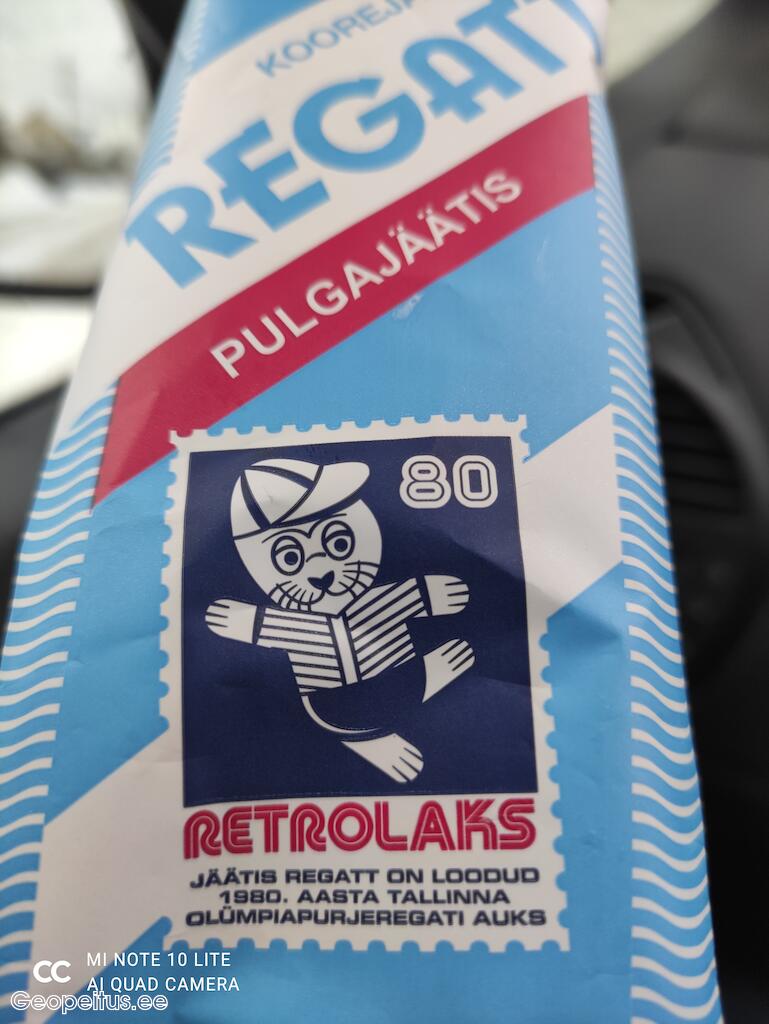 REGATT
PULGAJÄÄTIS
80
RETROLAKS
JÄÄTIS REGATT ON LOODUD
1980. AASTA TALLINNA
OLÜMPIAPURJEREGATI AUKS
MI NOTE 10 LITE
AI QUAD CAMERA
Geopeitus.ee